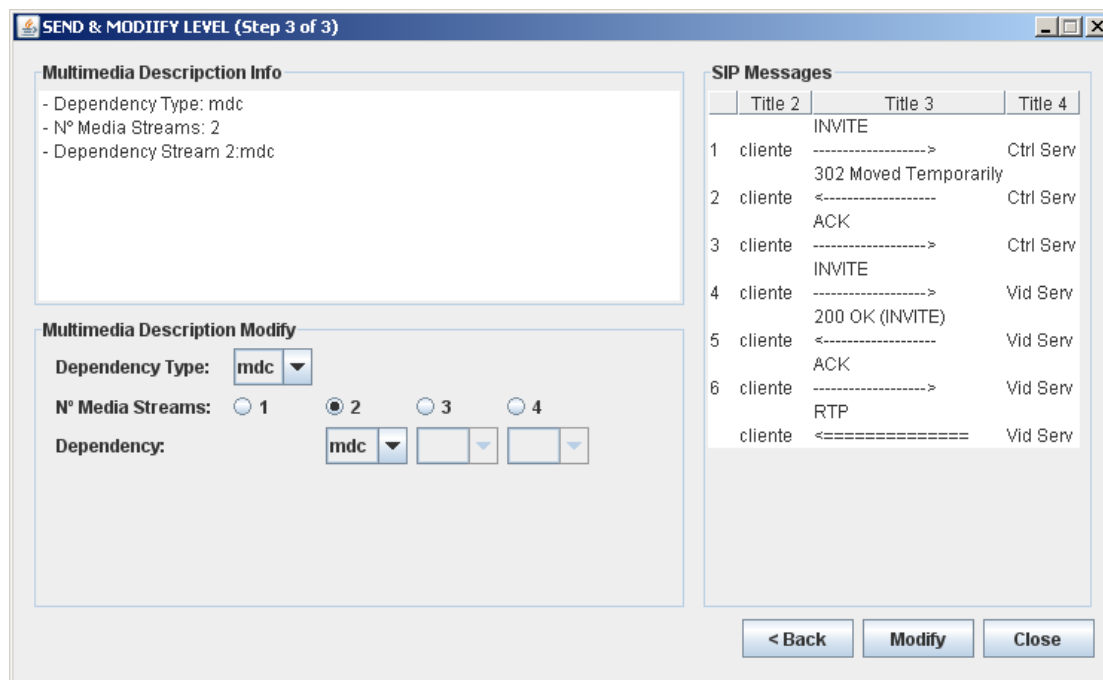 SEND & MODIIFY LEVEL (Step 3 of 3)
Multimedia Descripction Info
- Dependency Type: mdc
- Nº Media Streams: 2
- Dependency Stream 2:mdc
Multimedia Description Modify
Dependency Type: mdc
Nº Media Streams: 1 2 3 4
Dependency: mdc
SIP Messages
Title 2 Title 3 Title 4
INVITE
1 cliente -------------------> Ctrl Serv
302 Moved Temporarily
2 cliente <------------------- Ctrl Serv
ACK
3 cliente -------------------> Ctrl Serv
INVITE
4 cliente -------------------> Vid Serv
200 OK (INVITE)
5 cliente <------------------- Vid Serv
ACK
6 cliente -------------------> Vid Serv
RTP
cliente <============== Vid Serv
< Back Modify Close